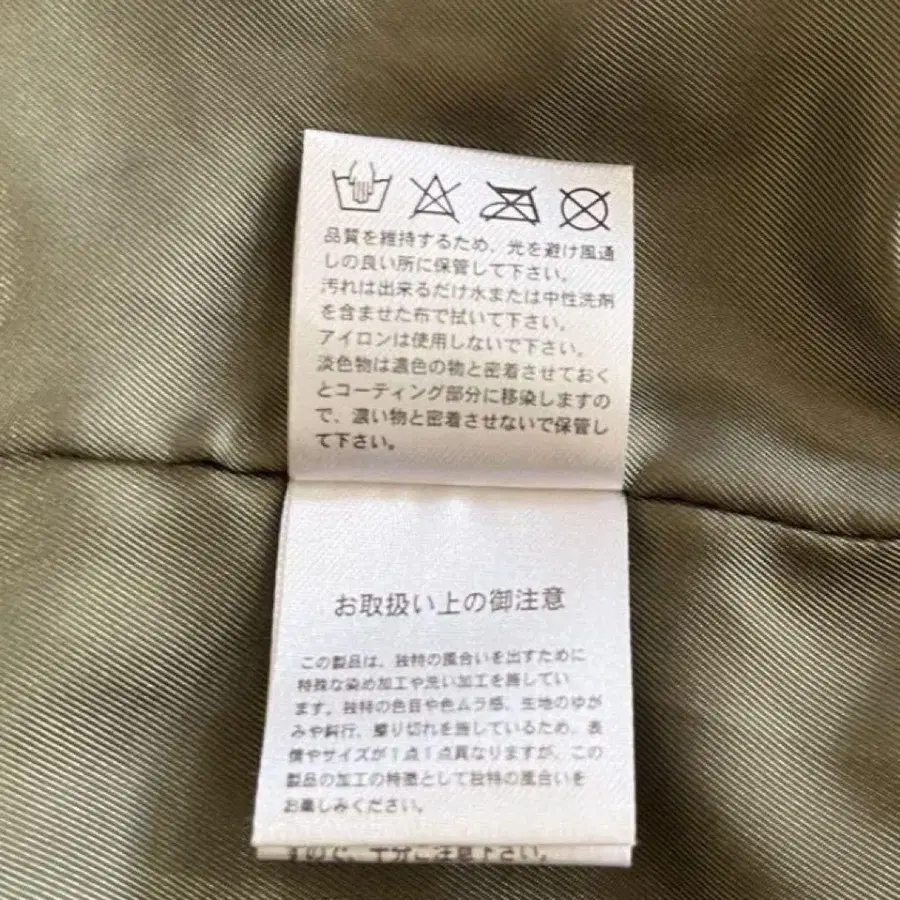 品質を維持するため、光を避け風通
しの良い所に保管して下さい。
汚れは出来るだけ水または中性洗剤
を含ませた布で拭いて下さい。
アイロンは使用しないで下さい。
淡色物は濃色の物と密着させておく
とコーティング部分に移染しますの
で、濃い物と密着させないで保管し
て下さい。
お取扱い上の御注意
この製品は、独特の風合いを出すために
特殊な染め加工や洗い加工を施してい
ます。独特の色目や色ムラ感、生地のゆが
みや斜行、擦り切れを施しているため、表
情やサイズが1点1点異なりますが、この
製品の加工の特徴として独特の風合いを
お楽しみください。
すので、十分ご注意下さい。